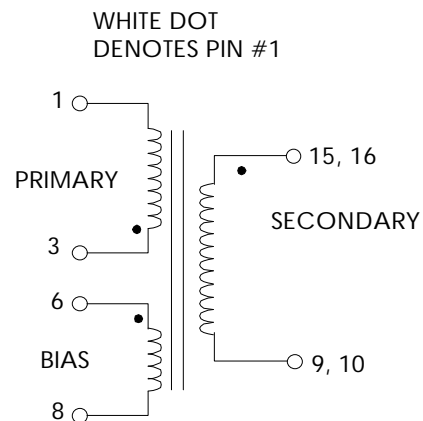 WHITE DOT
DENOTES PIN #1
1
15, 16
PRIMARY
SECONDARY
3
6
BIAS
9, 10
8